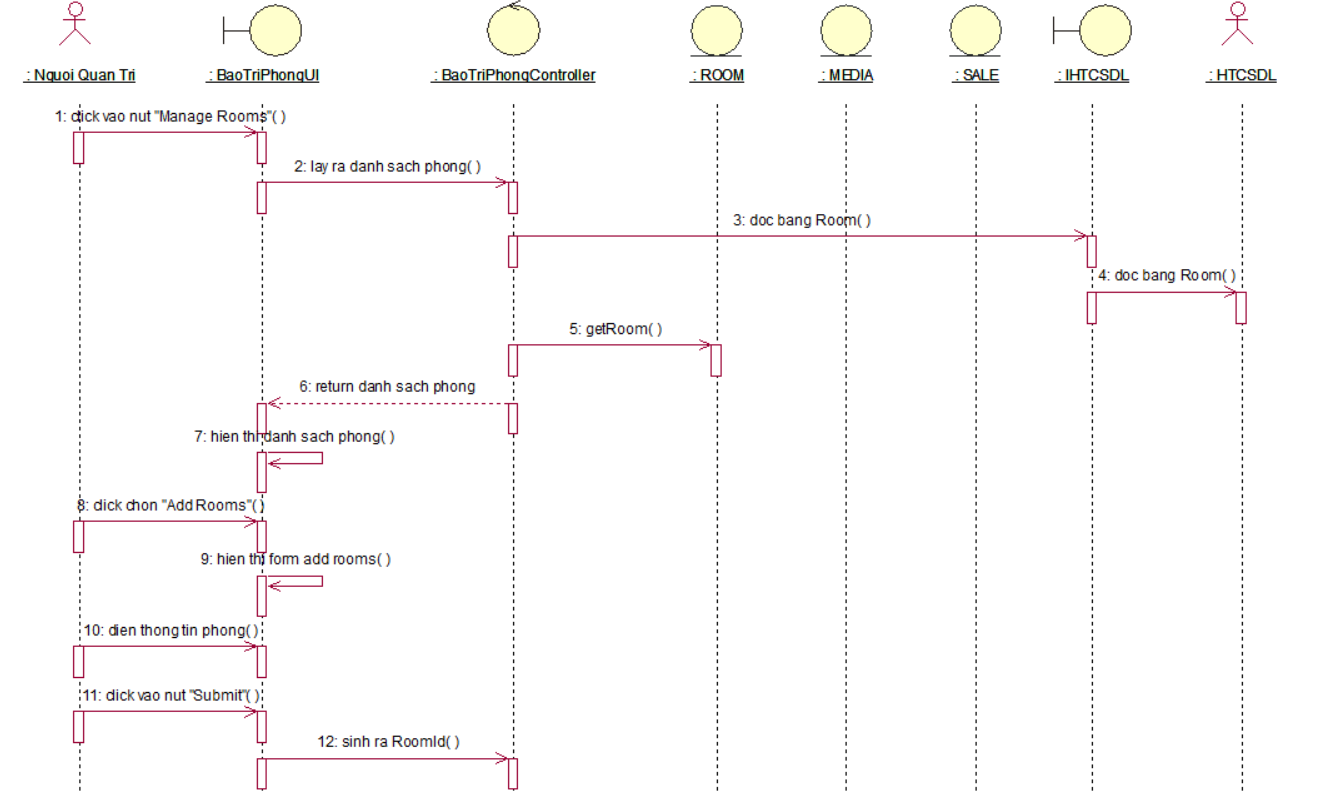 : Nguoi Quan Tri
: BaoTriPhongUI
: BaoTriPhongController
: ROOM
: MEDIA
: SALE
: IHTCSDL
: HTCSDL
1: click vao nut "Manage Rooms"( )
2: lay ra danh sach phong( )
3: doc bang Room( )
4: doc bang Room( )
5: getRoom( )
6: return danh sach phong
7: hien thi danh sach phong( )
8: click chon "Add Rooms"( )
9: hien thi form add rooms( )
10: dien thong tin phong( )
11: click vao nut "Submit"( )
12: sinh ra RoomId( )